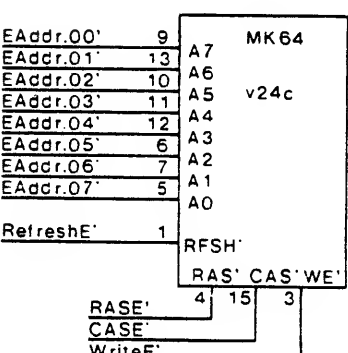 EAddr.00' 9 A7 MK64
EAddr.01' 13 A6
EAddr.02' 10 A5 v24c
EAddr.03' 11 A4
EAddr.04' 12 A3
EAddr.05' 6 A2
EAddr.06' 7 A1
EAddr.07' 5 A0
RefreshE' 1 RFSH'
RAS' CAS' WE'
4 15 3
RASE'
CASE'
WriteE'